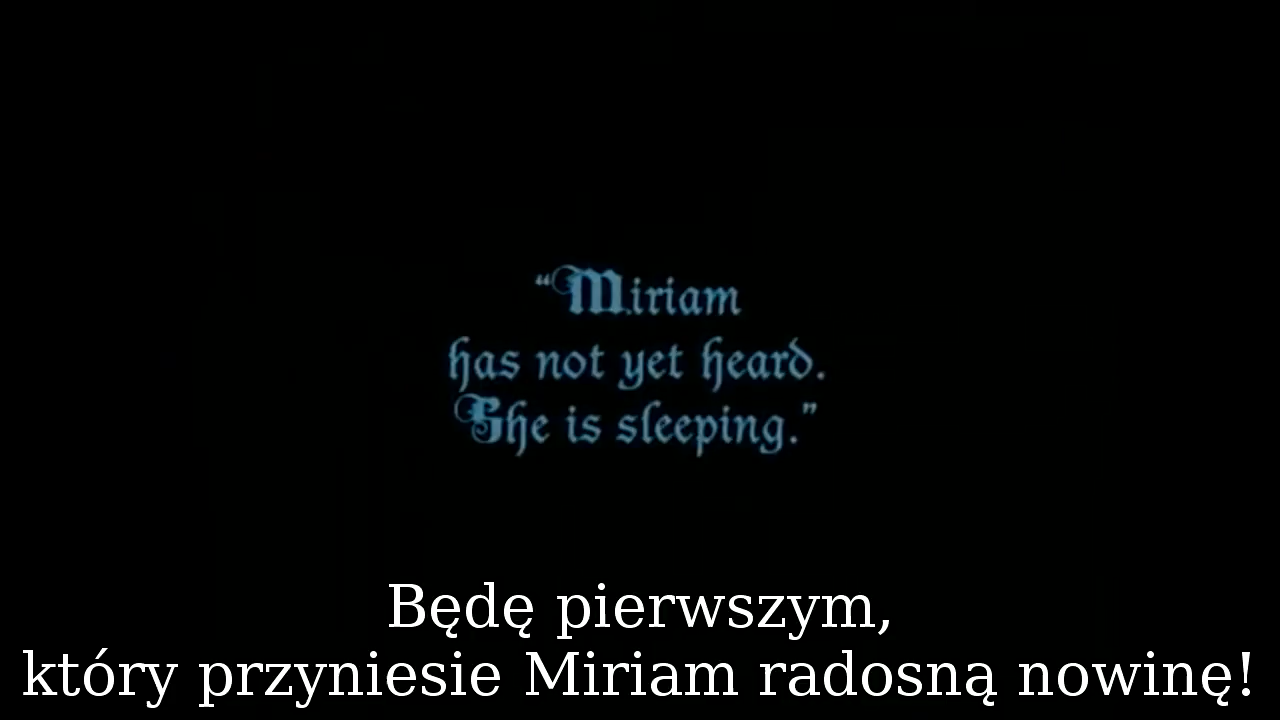 “Miriam
has not yet heard.
She is sleeping.”
Będę pierwszym,
który przyniesie Miriam radosną nowinę!